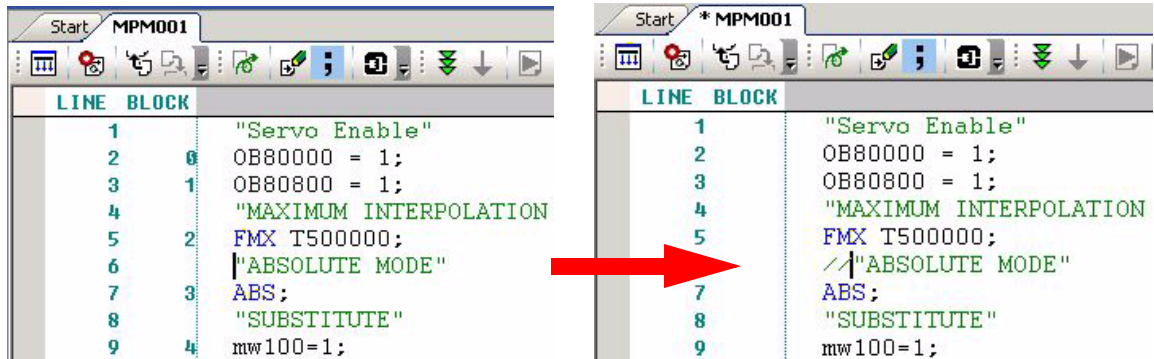 Start MPM001
LINE BLOCK
1 "Servo Enable"
2 0 OB80000 = 1;
3 1 OB80800 = 1;
4 "MAXIMUM INTERPOLATION
5 2 FMX T500000;
6 "ABSOLUTE MODE"
7 3 ABS;
8 "SUBSTITUTE"
9 4 mw100=1;
Start * MPM001
LINE BLOCK
1 "Servo Enable"
2 OB80000 = 1;
3 OB80800 = 1;
4 "MAXIMUM INTERPOLATION
5 FMX T500000;
6 //"ABSOLUTE MODE"
7 ABS;
8 "SUBSTITUTE"
9 mw100=1;